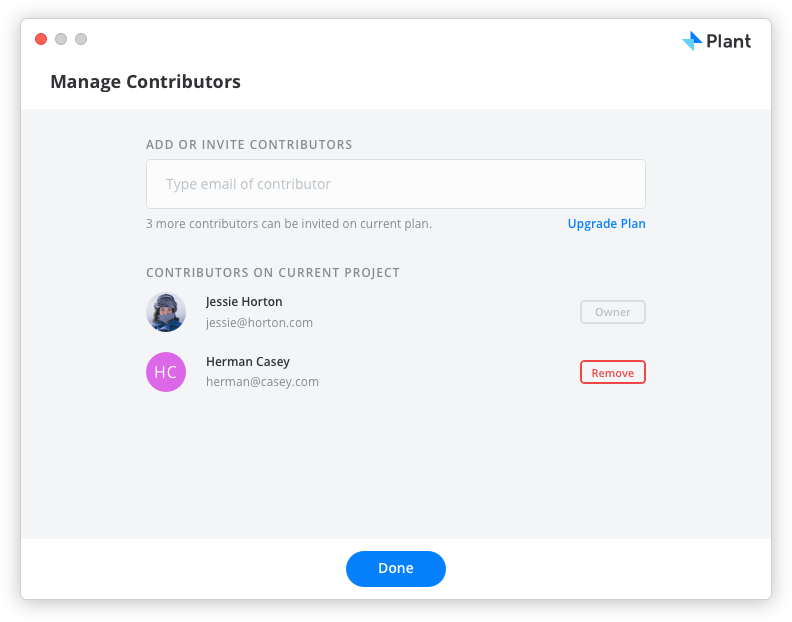 Plant
Manage Contributors
ADD OR INVITE CONTRIBUTORS
Type email of contributor
3 more contributors can be invited on current plan. Upgrade Plan
CONTRIBUTORS ON CURRENT PROJECT
Jessie Horton
jessie@horton.com
Owner
HC
Herman Casey
herman@casey.com
Remove
Done